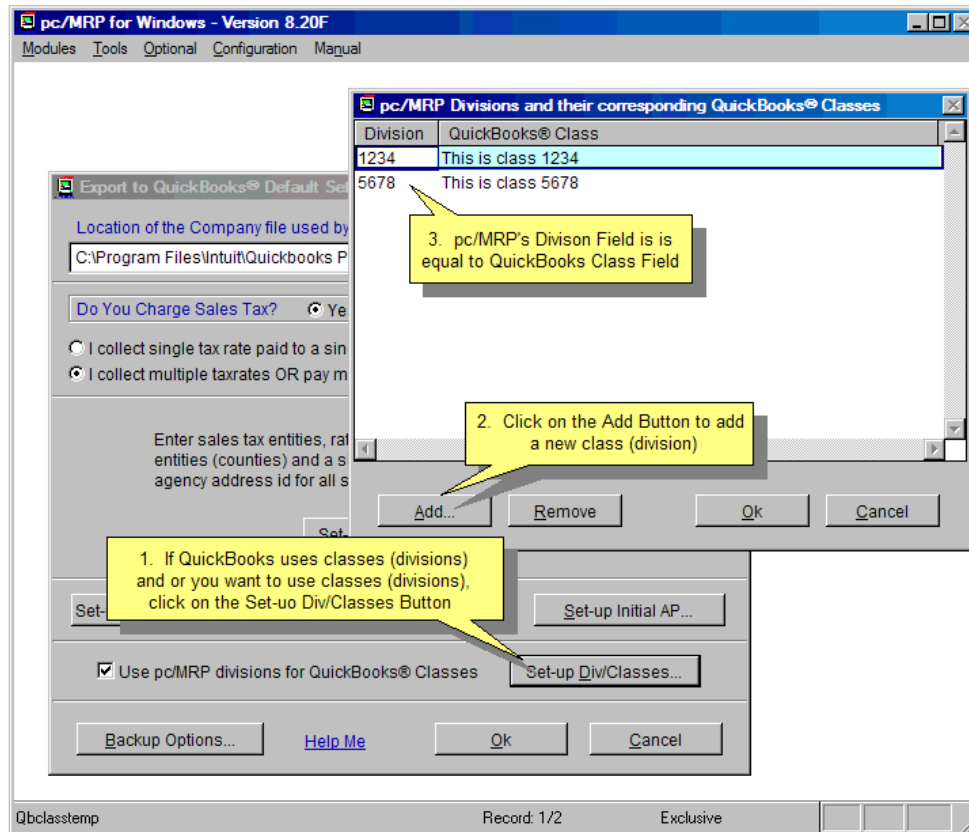 pc/MRP for Windows - Version 8.20F
Modules Tools Optional Configuration Manual
pc/MRP Divisions and their corresponding QuickBooks® Classes
Division QuickBooks® Class
1234 This is class 1234
5678 This is class 5678
3. pc/MRP's Divison Field is is
equal to QuickBooks Class Field
2. Click on the Add Button to add
a new class (division)
Add... Remove Ok Cancel
Export to QuickBooks® Default
Location of the Company file used by
C:\Program Files\Intuit\Quickbooks P
Do You Charge Sales Tax? Ye
I collect single tax rate paid to a
I collect multiple taxrates OR pay
Enter sales tax entities,
entities (counties) and a
agency address id for all
Set-
1. If QuickBooks uses classes (divisions)
and or you want to use classes (divisions),
click on the Set-uo Div/Classes Button
Set- Set-up Initial AP...
Use pc/MRP divisions for QuickBooks® Classes Set-up Div/Classes...
Backup Options... Help Me Ok Cancel
Qbclasstemp Record: 1/2 Exclusive